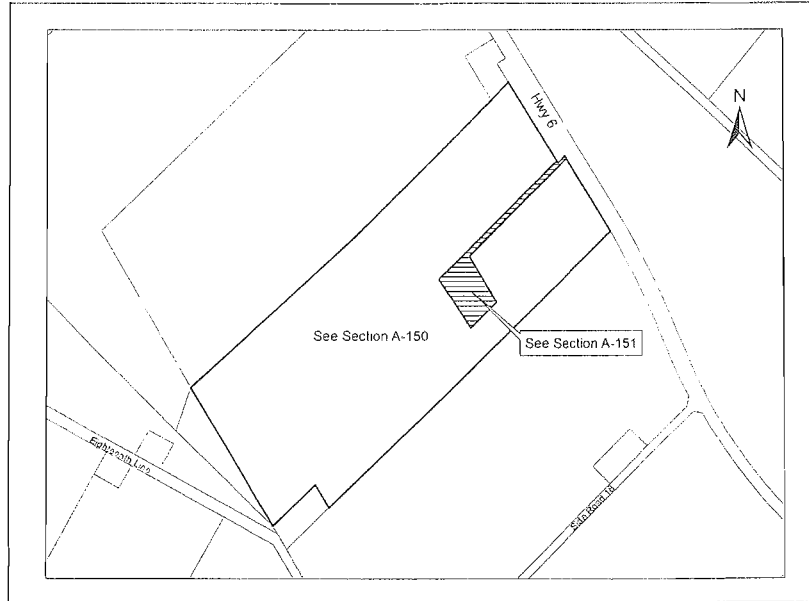 Hwy 6
N
See Section A-150
See Section A-151
Eighteenth Line
Side Road 18